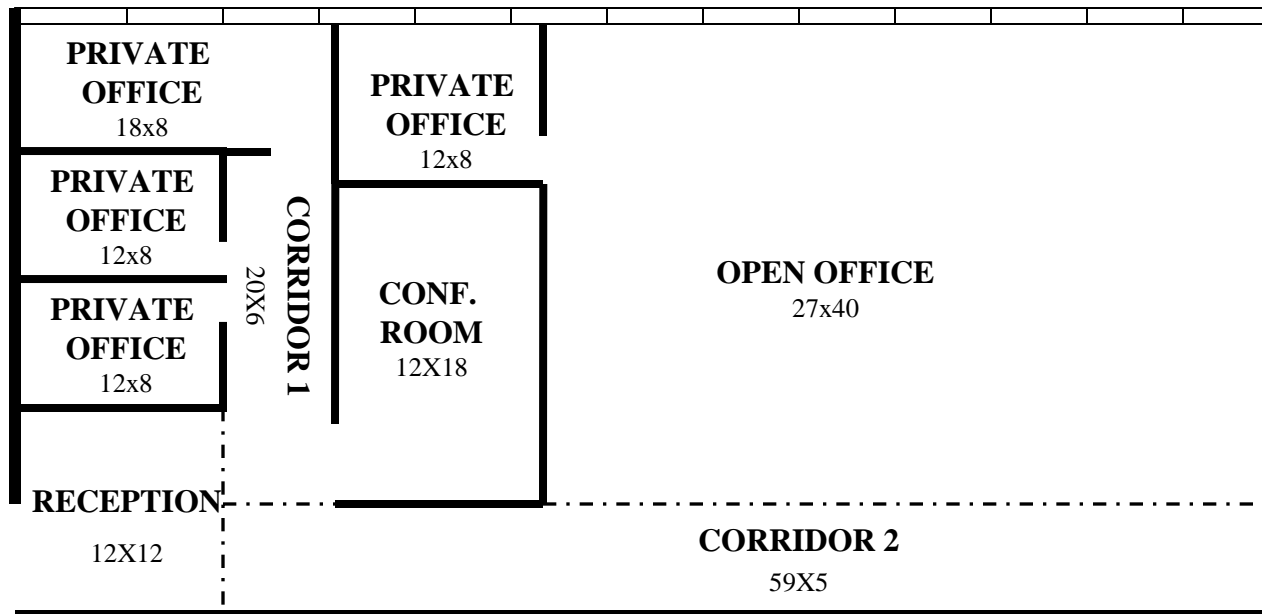 PRIVATE
OFFICE
18x8
PRIVATE
OFFICE
12x8
PRIVATE
OFFICE
12x8
PRIVATE
OFFICE
12x8
CORRIDOR 1
20X6
CONF.
ROOM
12X18
OPEN OFFICE
27x40
RECEPTION
12X12
CORRIDOR 2
59X5